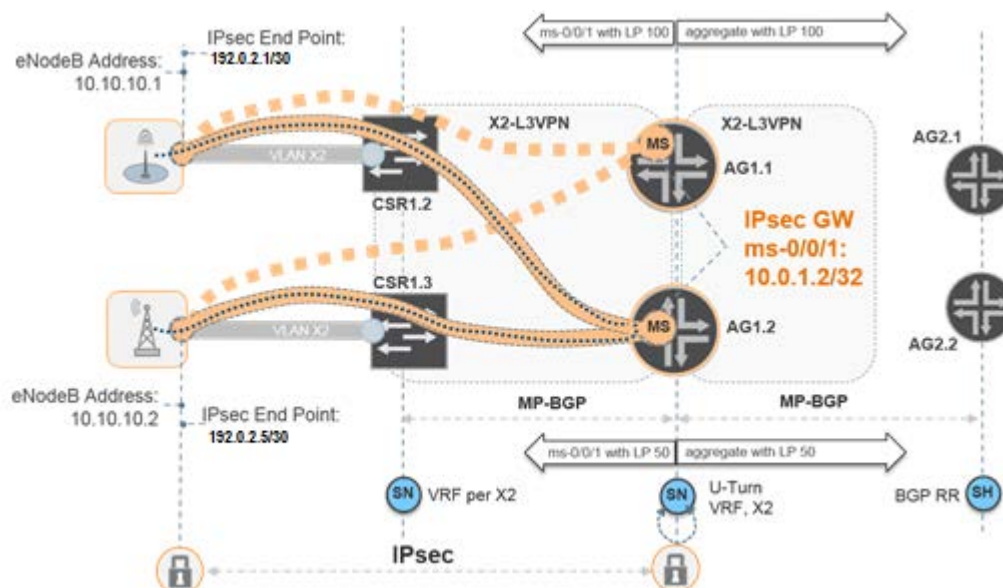 ms-0/0/1 with LP 100
aggregate with LP 100
IPsec End Point:
192.0.2.1/30
eNodeB Address:
10.10.10.1
X2-L3VPN
X2-L3VPN
AG2.1
MS
AG1.1
VLAN X2
CSR1.2
IPsec GW
ms-0/0/1:
10.0.1.2/32
CSR1.3
VLAN X2
MS
AG1.2
AG2.2
eNodeB Address:
10.10.10.2
IPsec End Point:
192.0.2.5/30
MP-BGP
MP-BGP
ms-0/0/1 with LP 50
aggregate with LP 50
SN
VRF per X2
SN
U-Turn
VRF, X2
BGP RR
SH
IPsec